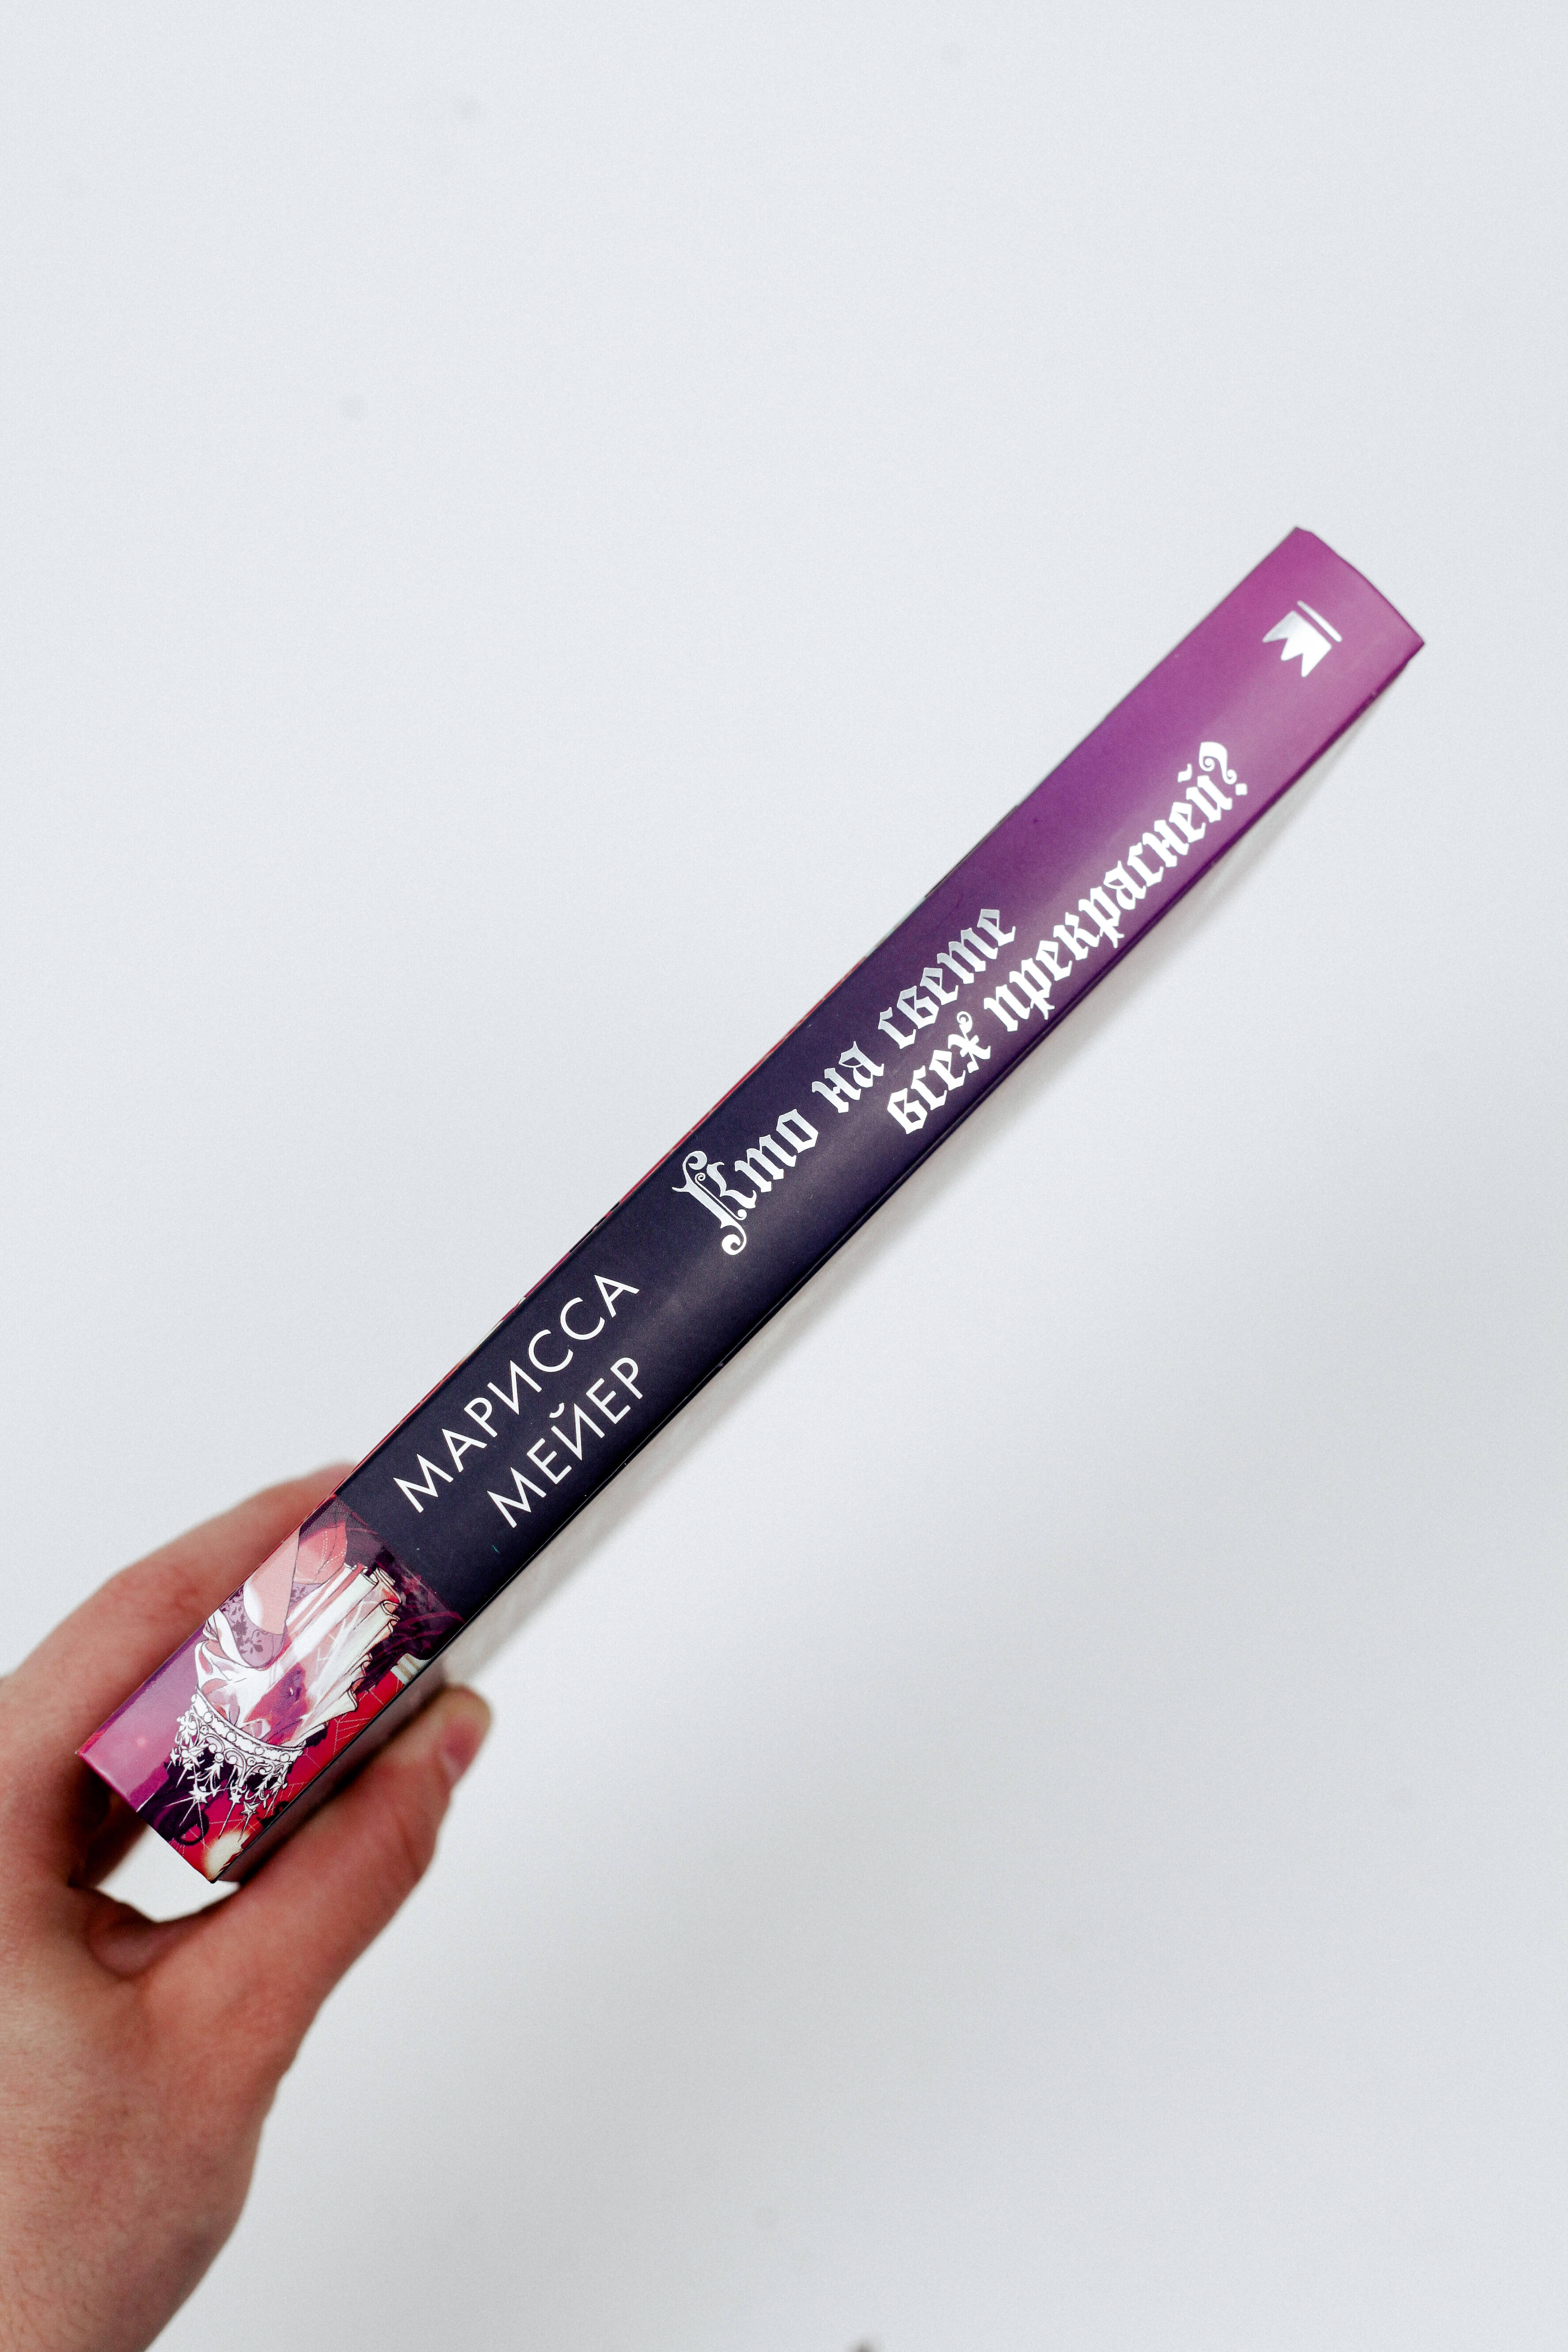 МАРИССА
МЕЙЕР
Кто на свете
всех прекрасней?